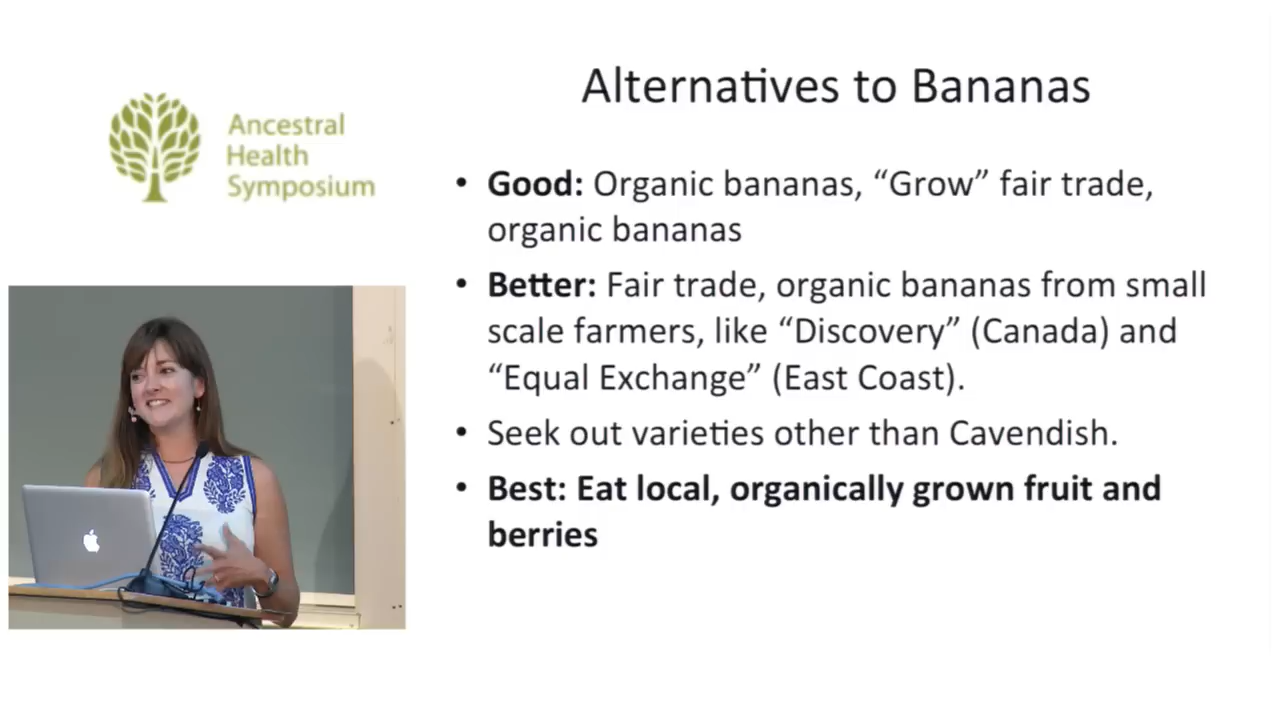 Ancestral
Health
Symposium
Alternatives to Bananas
• Good: Organic bananas, “Grow” fair trade,
organic bananas
• Better: Fair trade, organic bananas from small
scale farmers, like “Discovery” (Canada) and
“Equal Exchange” (East Coast).
• Seek out varieties other than Cavendish.
• Best: Eat local, organically grown fruit and
berries